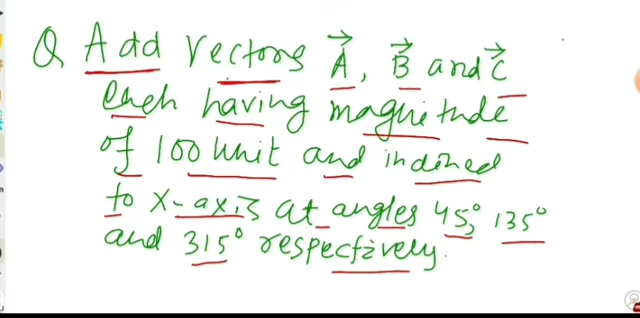 Q Add Vectors A, B and C
each having magnitude
of 100 unit and inclined
to X-axis at angles 45°, 135°
and 315° respectively.